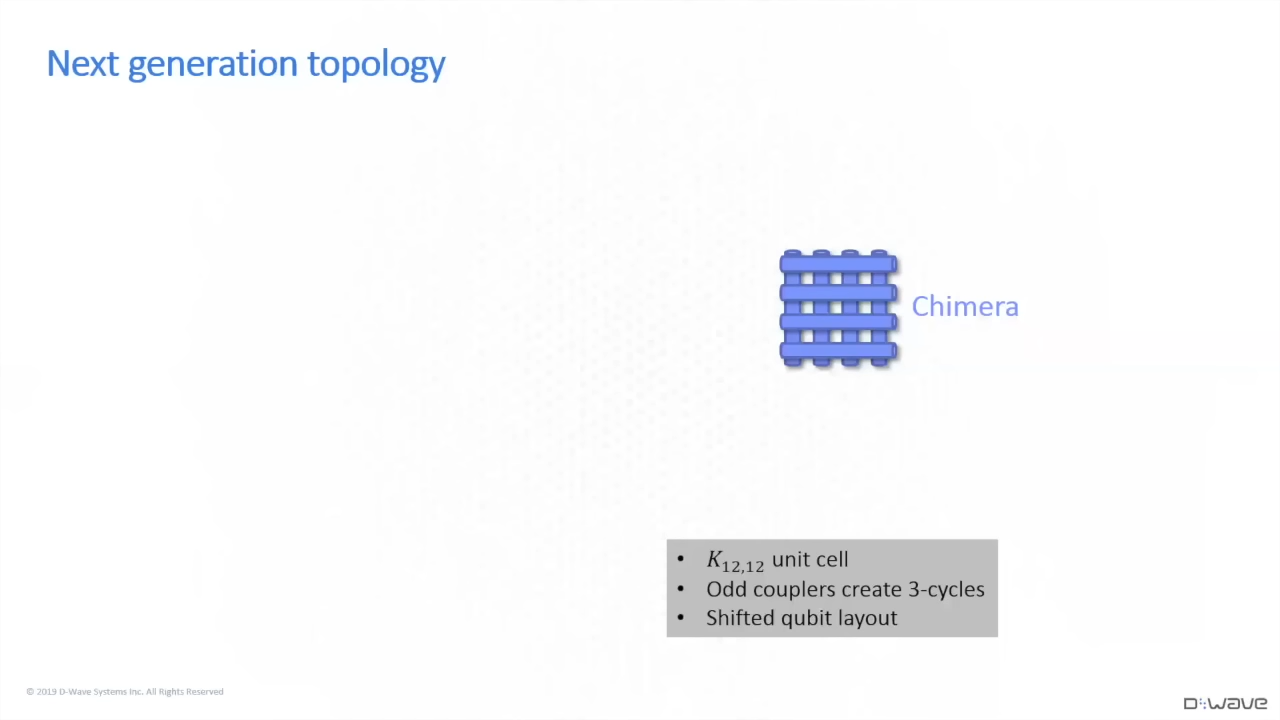 Next generation topology
Chimera
• K12,12 unit cell
• Odd couplers create 3-cycles
• Shifted qubit layout
© 2019 D-Wave Systems Inc. All Rights Reserved
D:Wave